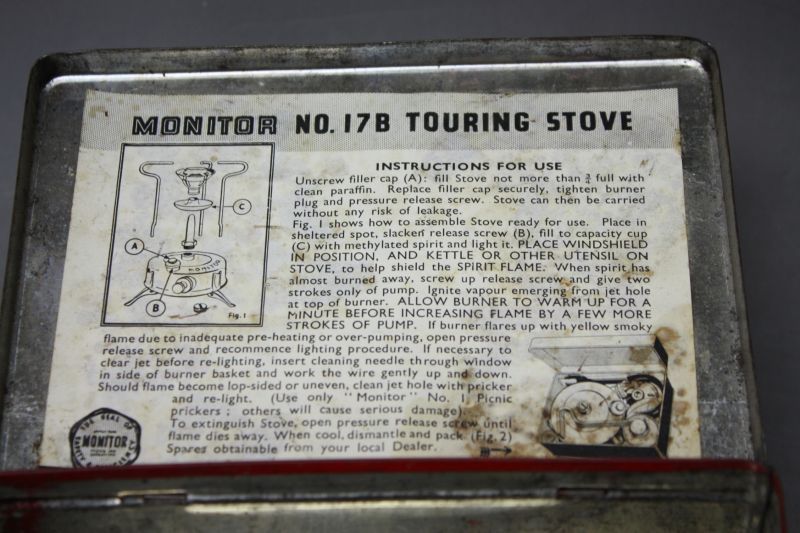 MONITOR NO. 17B TOURING STOVE
INSTRUCTIONS FOR USE
Unscrew filler cap (A): fill Stove not more than ¾ full with
clean paraffin. Replace filler cap securely, tighten burner
plug and pressure release screw. Stove can then be carried
without any risk of leakage.
Fig. 1 shows how to assemble Stove ready for use. Place in
sheltered spot, slacken release screw (B), fill to capacity cup
(C) with methylated spirit and light it. PLACE WINDSHIELD
IN POSITION, AND KETTLE OR OTHER UTENSIL ON
STOVE, to help shield the SPIRIT FLAME. When spirit has
almost burned away, screw up release screw and give two
strokes only of pump. Ignite vapour emerging from jet hole
at top of burner. ALLOW BURNER TO WARM UP FOR A
MINUTE BEFORE INCREASING FLAME BY A FEW MORE
STROKES OF PUMP. If burner flares up with yellow smoky
flame due to inadequate pre-heating or over-pumping, open pressure
release screw and recommence lighting procedure. If necessary to
clear jet before re-lighting, insert cleaning needle through window
in side of burner basket and work the wire gently up and down.
Should flame become lop-sided or uneven, clean jet hole with pricker
and re-light. (Use only "Monitor" No. 1 Picnic
prickers; others will cause serious damage).
To extinguish Stove, open pressure release screw until
flame dies away. When cool, dismantle and pack (Fig. 2)
Spares obtainable from your local Dealer.
C
A
MONITOR
B
Fig. 1
THE SEAL OF
MONITOR